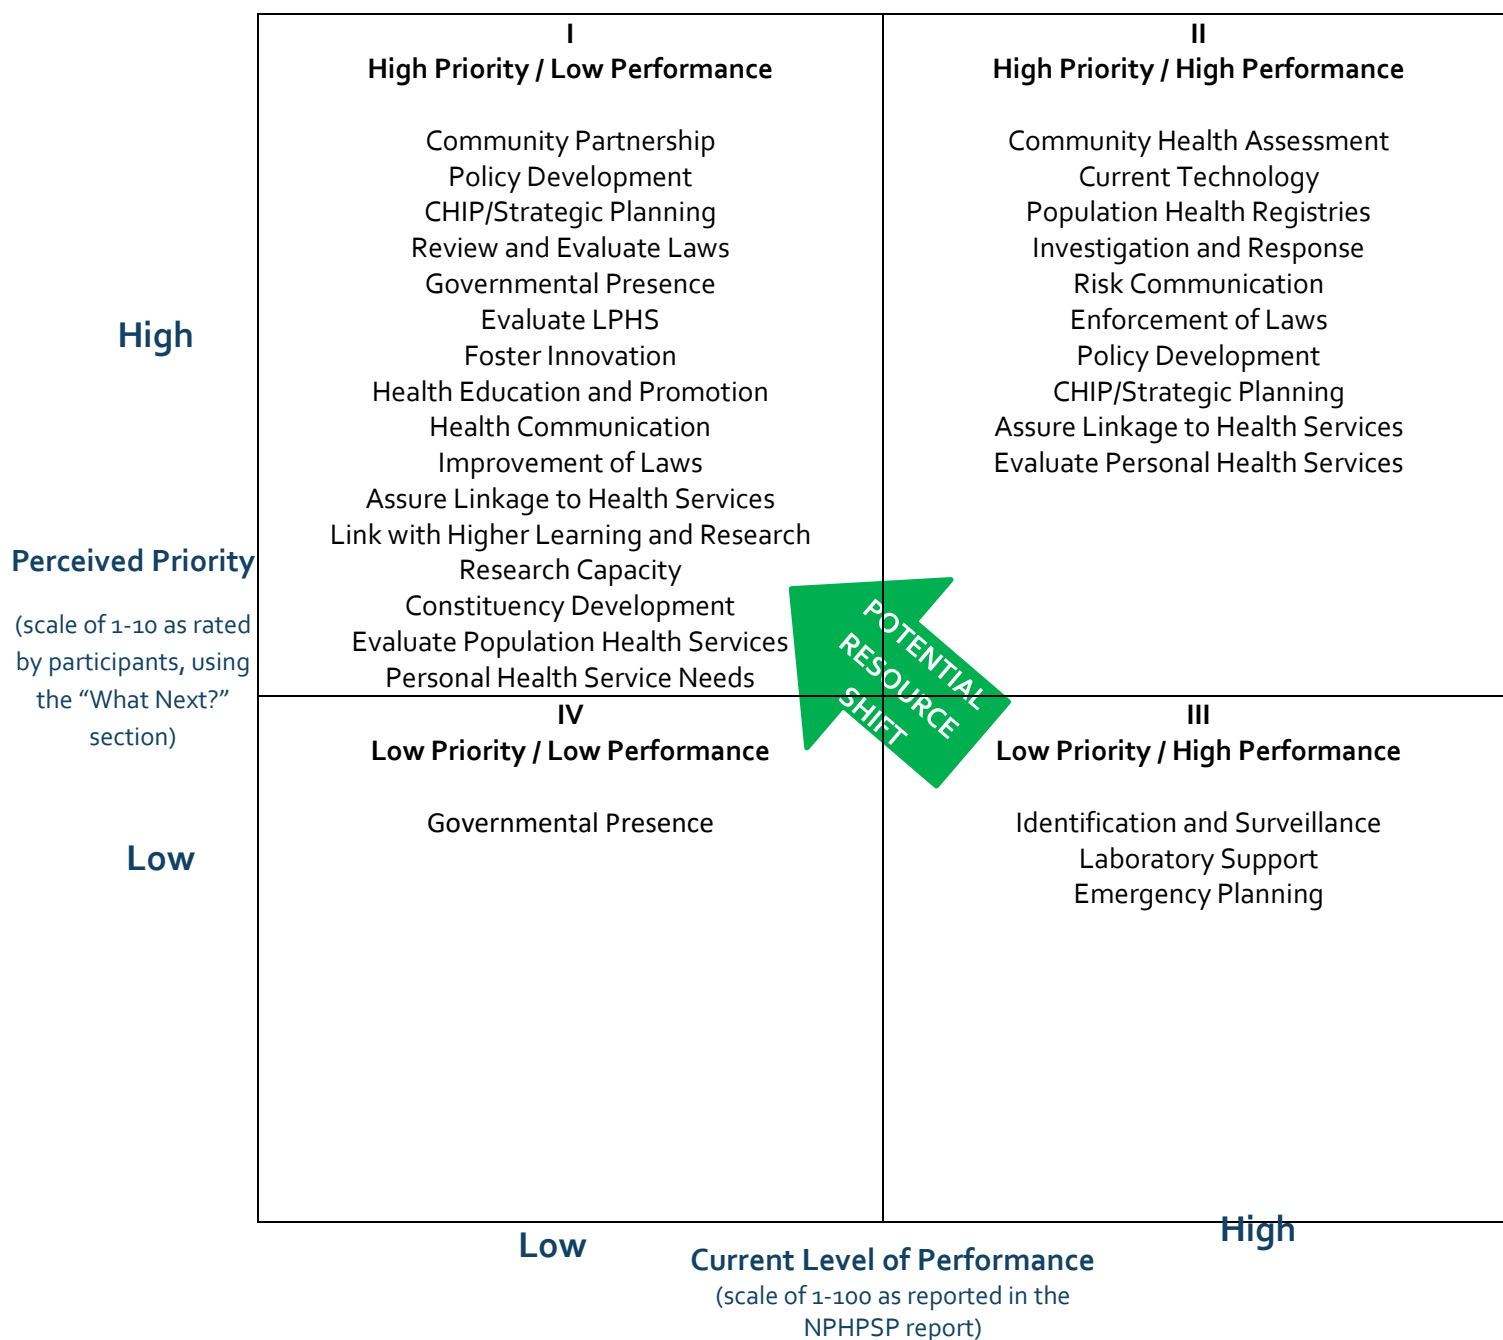 I
High Priority / Low Performance
Community Partnership
Policy Development
CHIP/Strategic Planning
Review and Evaluate Laws
Governmental Presence
Evaluate LPHS
Foster Innovation
Health Education and Promotion
Health Communication
Improvement of Laws
Assure Linkage to Health Services
Link with Higher Learning and Research
Research Capacity
Constituency Development
Evaluate Population Health Services
Personal Health Service Needs
II
High Priority / High Performance
Community Health Assessment
Current Technology
Population Health Registries
Investigation and Response
Risk Communication
Enforcement of Laws
Policy Development
CHIP/Strategic Planning
Assure Linkage to Health Services
Evaluate Personal Health Services
High
Perceived Priority
(scale of 1-10 as rated
by participants, using
the “What Next?”
section)
Low
POTENTIAL
RESOURCE
SHIFT
IV
Low Priority / Low Performance
Governmental Presence
III
Low Priority / High Performance
Identification and Surveillance
Laboratory Support
Emergency Planning
Low
High
Current Level of Performance
(scale of 1-100 as reported in the
NPHPSP report)